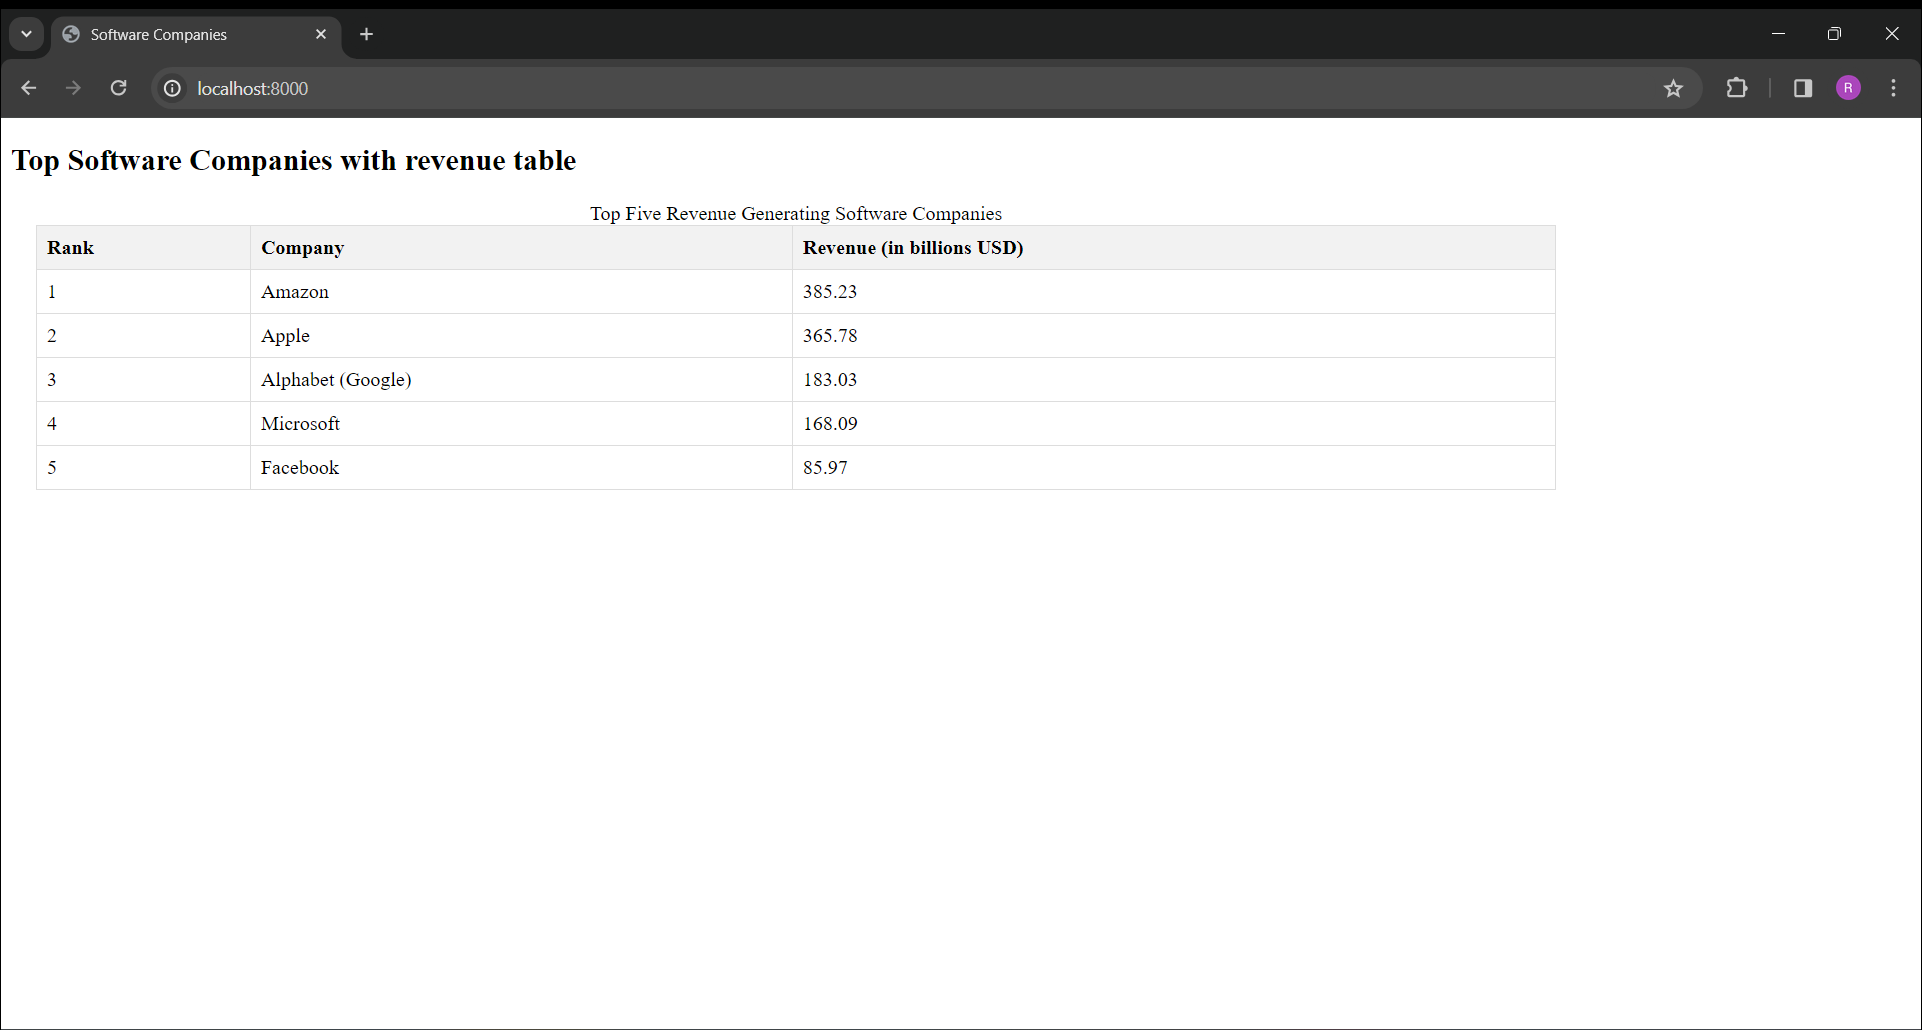 Software Companies
localhost:8000
R
Top Software Companies with revenue table
Top Five Revenue Generating Software Companies
Rank Company Revenue (in billions USD)
1 Amazon 385.23
2 Apple 365.78
3 Alphabet (Google) 183.03
4 Microsoft 168.09
5 Facebook 85.97